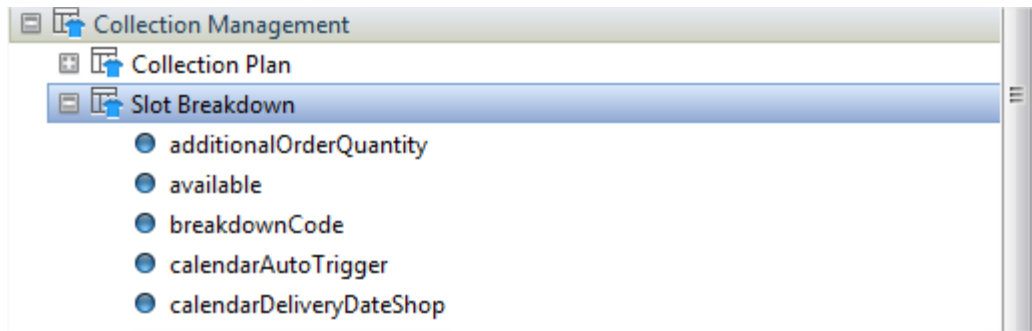 Collection Management
Collection Plan
Slot Breakdown
additionalOrderQuantity
available
breakdownCode
calendarAutoTrigger
calendarDeliveryDateShop